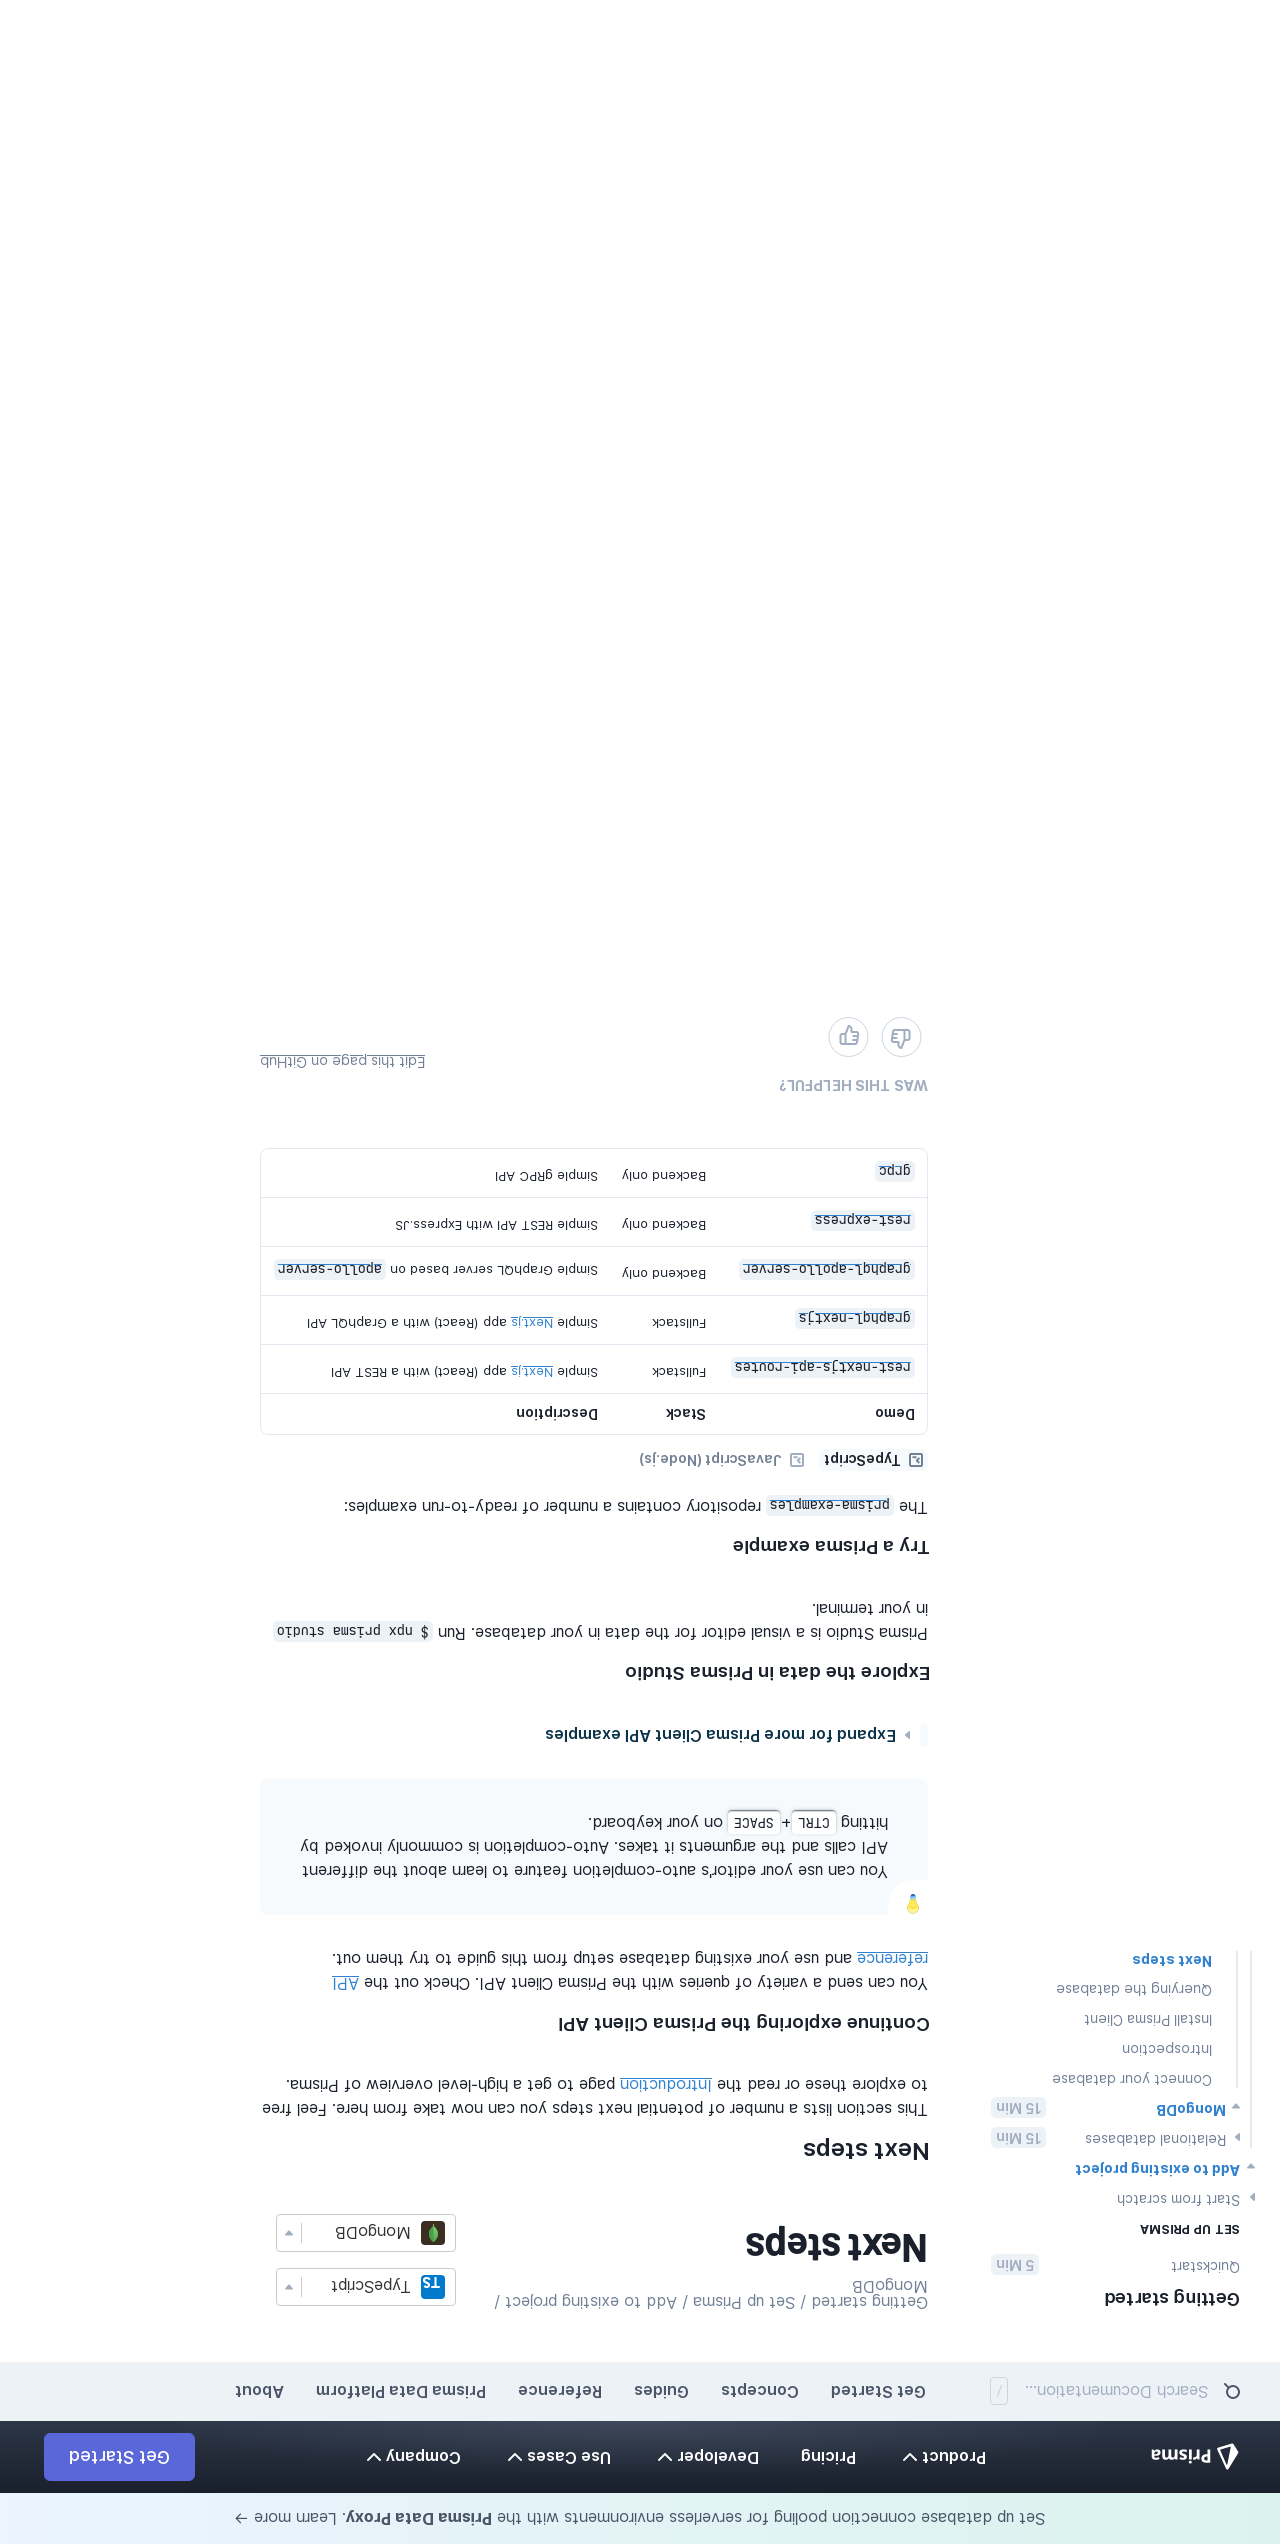 Set up database connection pooling for serverless environments with the Prisma Data Proxy. Learn more →
Prisma
Product
Pricing
Developer
Use Cases
Company
Get Started
Search Documentation...
/
Get Started
Concepts
Guides
Reference
Prisma Data Platform
About
Getting started
Quickstart
5 Min
SET UP PRISMA
Start from scratch
Add to existing project
Relational databases
15 Min
MongoDB
15 Min
Connect your database
Introspection
Install Prisma Client
Querying the database
Next steps
Getting started / Set up Prisma / Add to existing project /
MongoDB
Next steps
TS TypeScript
MongoDB
Next steps
This section lists a number of potential next steps you can now take from here. Feel free
to explore these or read the Introduction page to get a high-level overview of Prisma.
Continue exploring the Prisma Client API
You can send a variety of queries with the Prisma Client API. Check out the API
reference and use your existing database setup from this guide to try them out.
You can use your editor's auto-completion feature to learn about the different
API calls and the arguments it takes. Auto-completion is commonly invoked by
hitting CTRL+SPACE on your keyboard.
Expand for more Prisma Client API examples
Explore the data in Prisma Studio
Prisma Studio is a visual editor for the data in your database. Run $ npx prisma studio
in your terminal.
Try a Prisma example
The prisma-examples repository contains a number of ready-to-run examples:
TypeScript
JavaScript (Node.js)
Demo Stack Description
rest-nextjs-api-routes Fullstack Simple Next.js app (React) with a REST API
graphql-nextjs Fullstack Simple Next.js app (React) with a GraphQL API
graphql-apollo-server Backend only Simple GraphQL server based on apollo-server
rest-express Backend only Simple REST API with Express.JS
grpc Backend only Simple gRPC API
WAS THIS HELPFUL?
Edit this page on GitHub